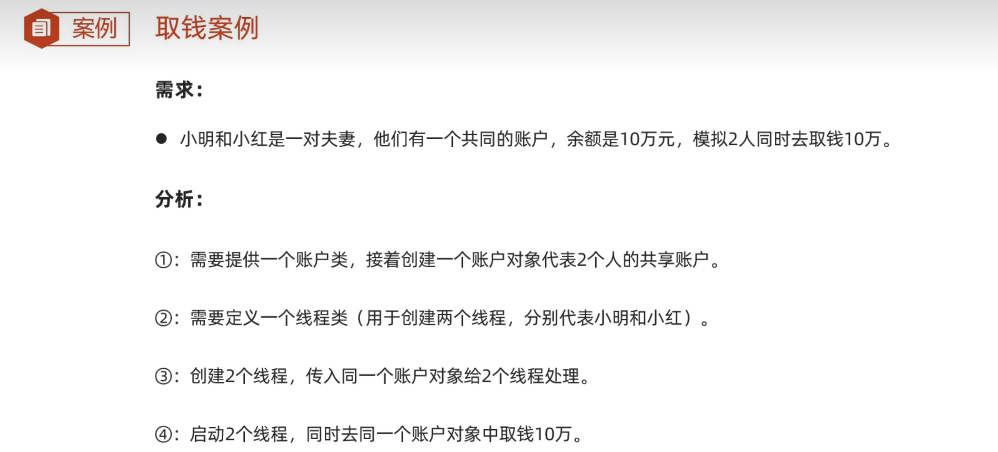 案例 取钱案例
需求：
● 小明和小红是一对夫妻，他们有一个共同的账户，余额是10万元，模拟2人同时去取钱10万。
分析：
①：需要提供一个账户类，接着创建一个账户对象代表2个人的共享账户。
②：需要定义一个线程类（用于创建两个线程，分别代表小明和小红）。
③：创建2个线程，传入同一个账户对象给2个线程处理。
④：启动2个线程，同时去同一个账户对象中取钱10万。